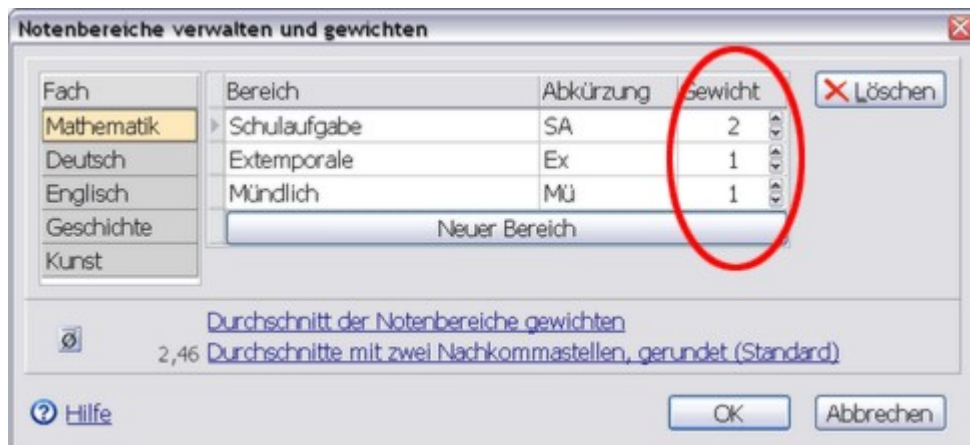 Notenbereiche verwalten und gewichten
Fach Bereich Abkürzung Gewicht Löschen
Mathematik Schulaufgabe SA 2
Deutsch Extemporale Ex 1
Englisch Mündlich Mü 1
Geschichte Neuer Bereich
Kunst
Durchschnitt der Notenbereiche gewichten
ø
2,46 Durchschnitte mit zwei Nachkommastellen, gerundet (Standard)
? Hilfe OK Abbrechen